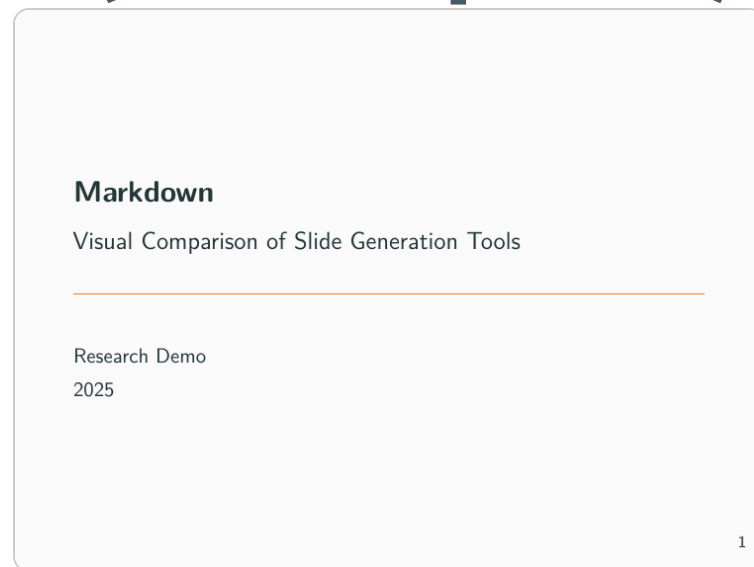 Markdown
Visual Comparison of Slide Generation Tools
Research Demo
2025
1